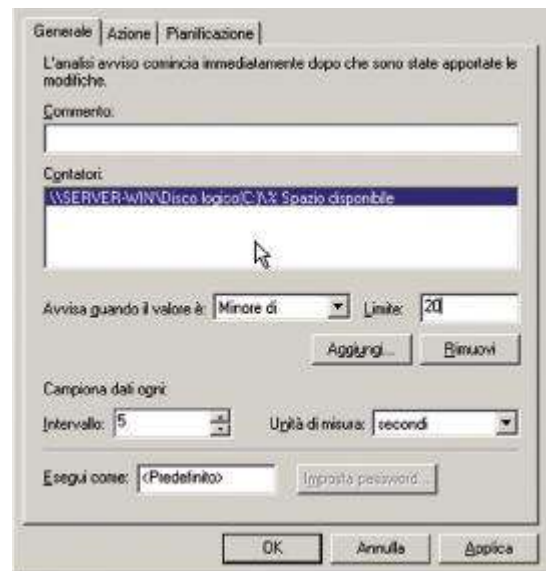 Generale Azione Pianificazione
L'analisi avviso comincia immediatamente dopo che sono state apportate le
modifiche.
Commento:
Contatori:
\\SERVER-WIN\Disco logico(C:)\% Spazio disponibile
Avvisa quando il valore è: Minore di Limite: 20
Aggiungi... Rimuovi
Campiona dati ogni:
Intervallo: 5 Unità di misura: secondi
Esegui come: <Predefinito> Imposta password...
OK Annulla Applica